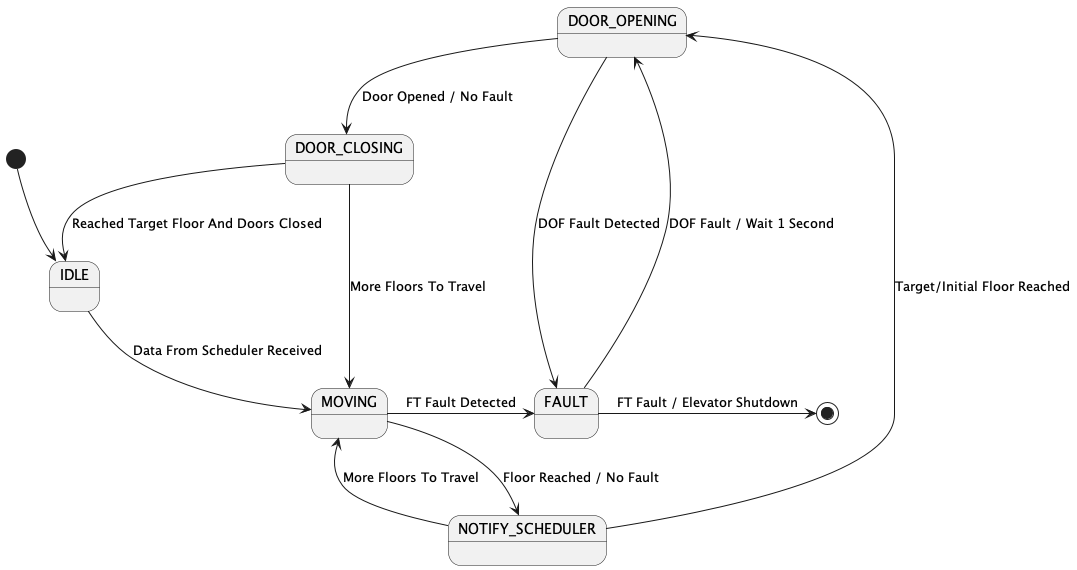 DOOR_OPENING
Door Opened / No Fault
DOOR_CLOSING
Reached Target Floor And Doors Closed
DOF Fault Detected
DOF Fault / Wait 1 Second
IDLE
More Floors To Travel
Target/Initial Floor Reached
Data From Scheduler Received
MOVING
FT Fault Detected
FAULT
FT Fault / Elevator Shutdown
More Floors To Travel
Floor Reached / No Fault
NOTIFY_SCHEDULER